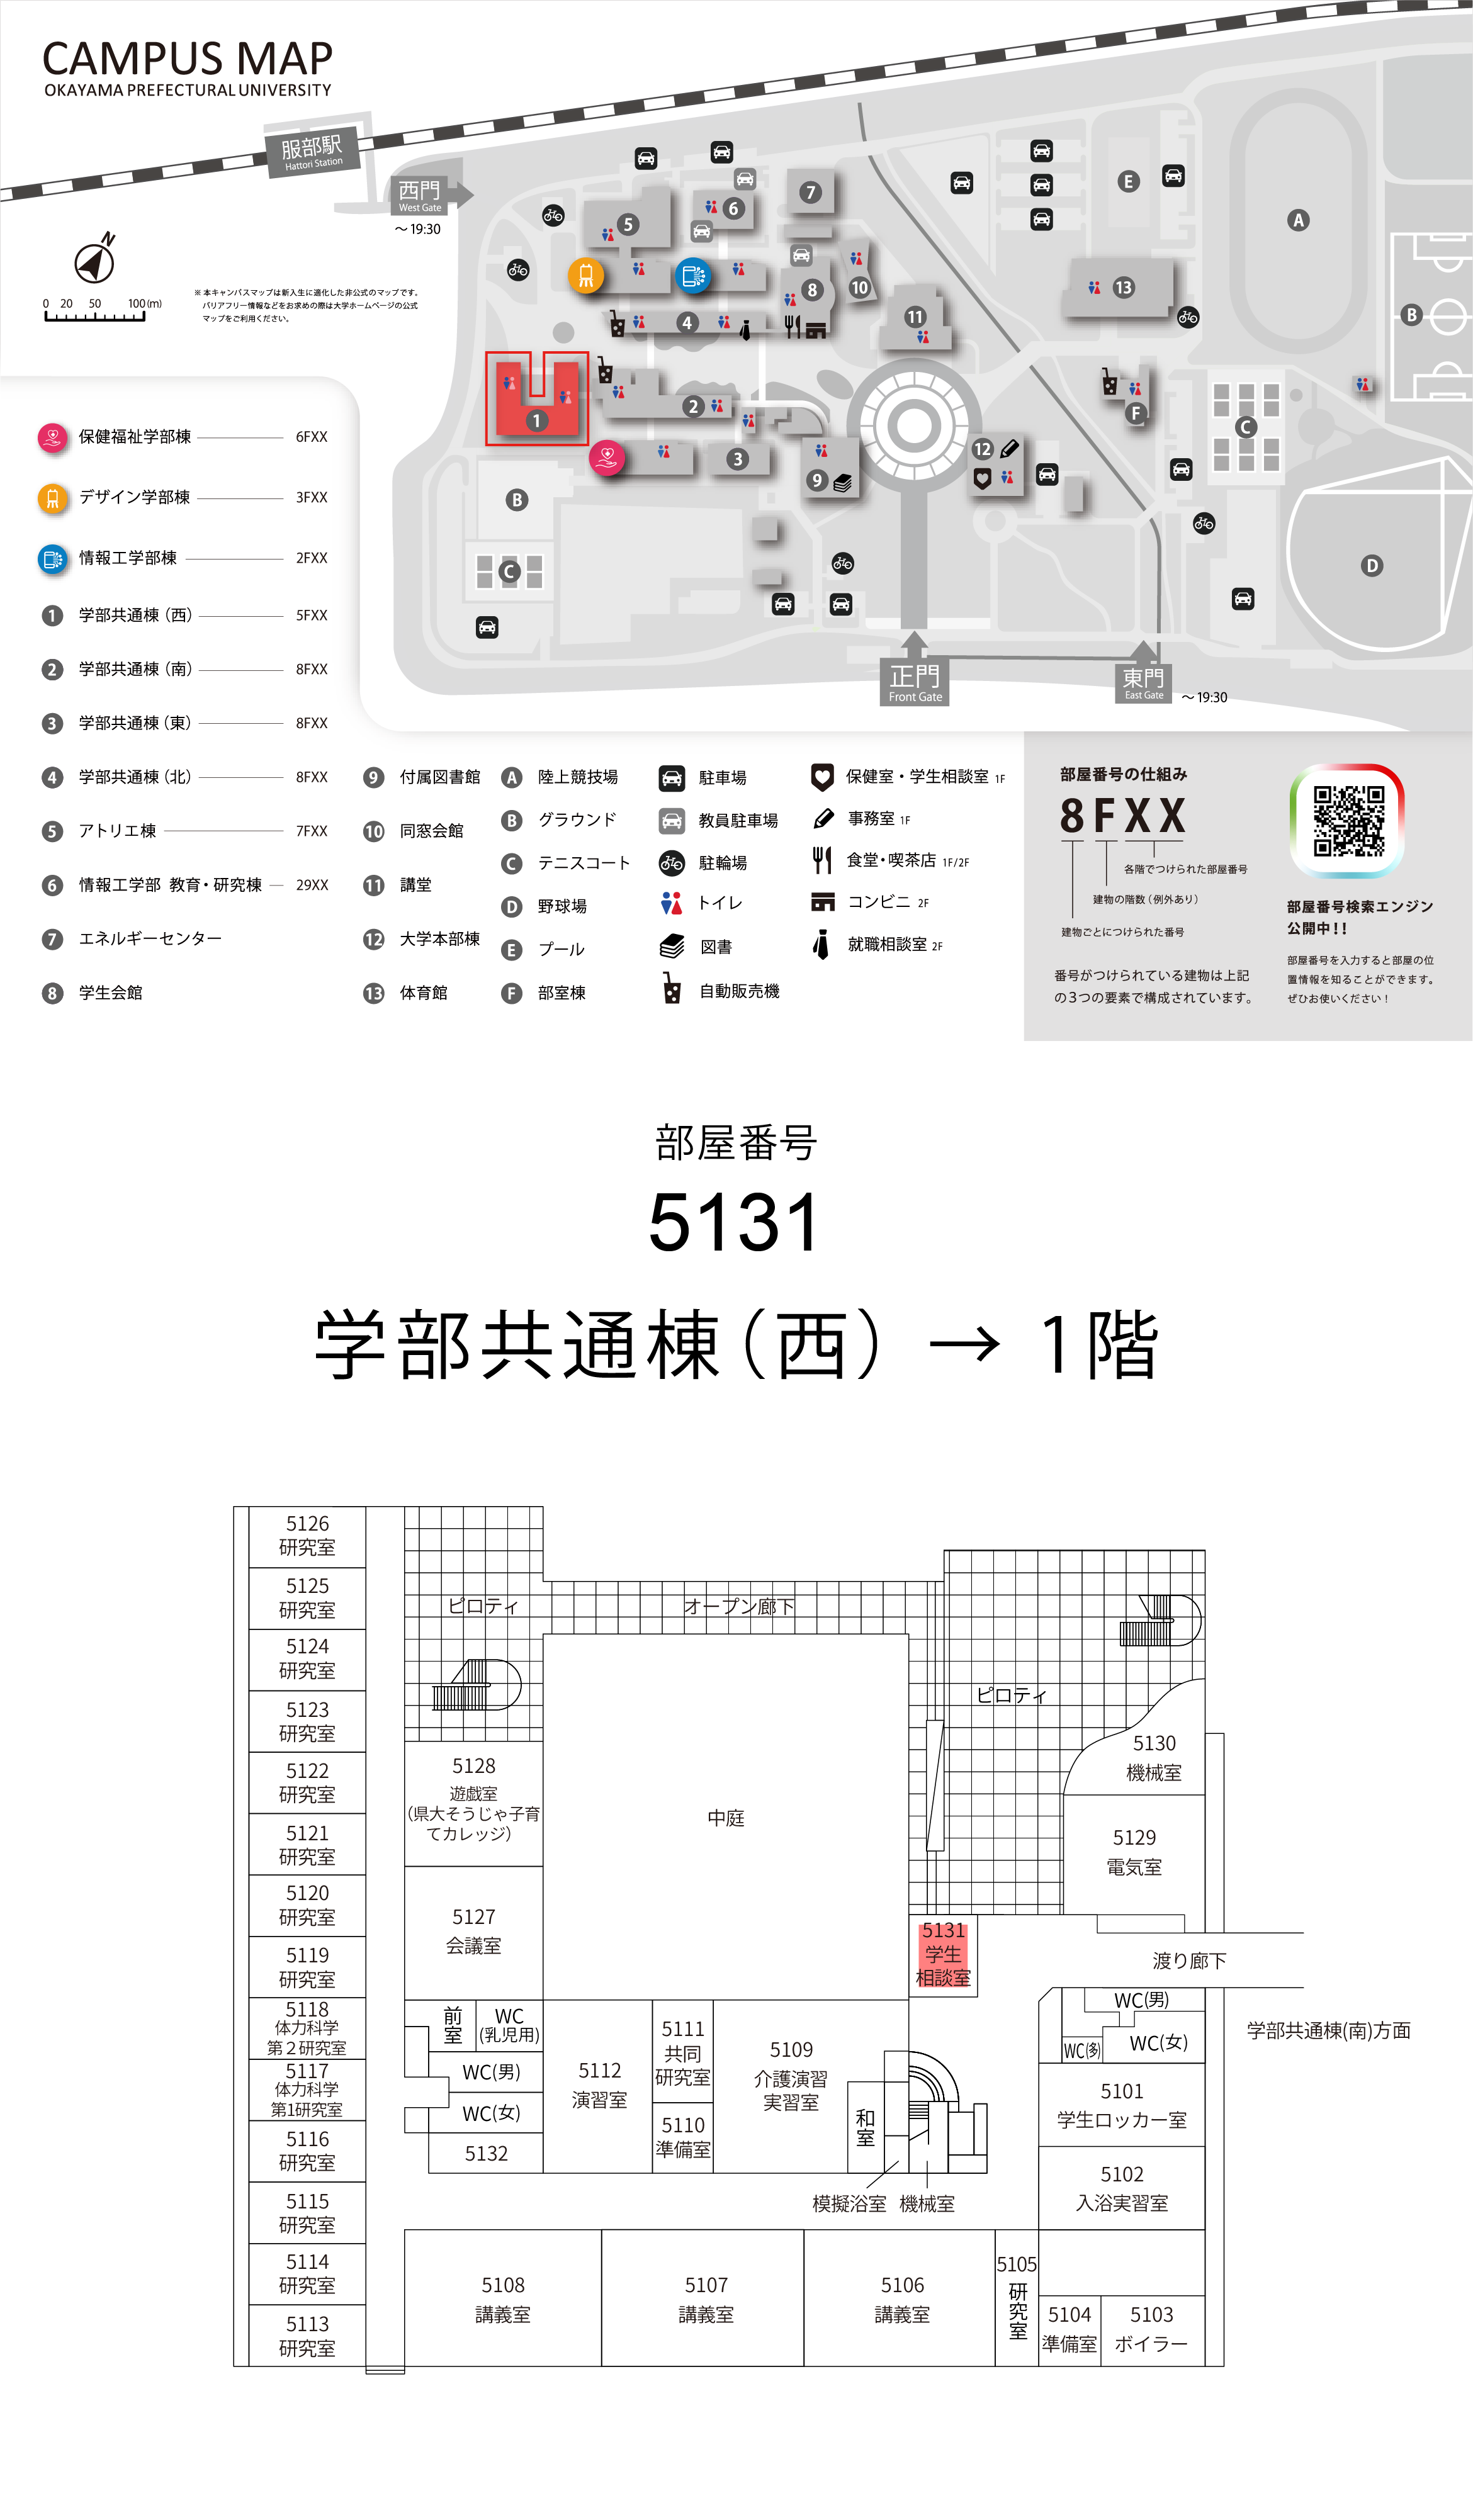 CAMPUS MAP
OKAYAMA PREFECTURAL UNIVERSITY
服部駅
Hattori Station
西門
West Gate
～19:30
N
0 20 50 100(m)
※本キャンパスマップは新入生に適化した非公式のマップです。
バリアフリー情報などをお求めの際は大学ホームページの公式
マップをご利用ください。
5
6
7
8
10
4
11
13
E
A
B
1
2
3
9
12
F
C
B
C
D
正門
Front Gate
東門
East Gate
～19:30
保健福祉学部棟 6FXX
デザイン学部棟 3FXX
情報工学部棟 2FXX
1 学部共通棟（西） 5FXX
2 学部共通棟（南） 8FXX
3 学部共通棟（東） 8FXX
4 学部共通棟（北） 8FXX
5 アトリエ棟 7FXX
6 情報工学部 教育・研究棟 29XX
7 エネルギーセンター
8 学生会館
9 付属図書館
10 同窓会館
11 講堂
12 大学本部棟
13 体育館
A 陸上競技場
B グラウンド
C テニスコート
D 野球場
E プール
F 部室棟
駐車場
教員駐車場
駐輪場
トイレ
図書
自動販売機
保健室・学生相談室 1F
事務室 1F
食堂・喫茶店 1F/2F
コンビニ 2F
就職相談室 2F
部屋番号の仕組み
8FXX
各階でつけられた部屋番号
建物の階数（例外あり）
建物ごとにつけられた番号
番号がつけられている建物は上記
の3つの要素で構成されています。
部屋番号検索エンジン
公開中！！
部屋番号を入力すると部屋の位
置情報を知ることができます。
ぜひお使いください！
部屋番号
5131
学部共通棟（西）→1階
5126
研究室
5125
研究室
5124
研究室
5123
研究室
5122
研究室
5121
研究室
5120
研究室
5119
研究室
5118
体力科学
第２研究室
5117
体力科学
第1研究室
5116
研究室
5115
研究室
5114
研究室
5113
研究室
ピロティ
オープン廊下
ピロティ
5128
遊戯室
（県大そうじゃ子育
てカレッジ）
5127
会議室
中庭
5130
機械室
5129
電気室
5131
学生
相談室
渡り廊下
学部共通棟(南)方面
前室
WC
(乳児用)
WC(男)
WC(女)
5132
5112
演習室
5111
共同
研究室
5110
準備室
5109
介護演習
実習室
和室
模擬浴室
機械室
WC(男)
WC(多)
WC(女)
5101
学生ロッカー室
5102
入浴実習室
5108
講義室
5107
講義室
5106
講義室
5105
研究室
5104
準備室
5103
ボイラー